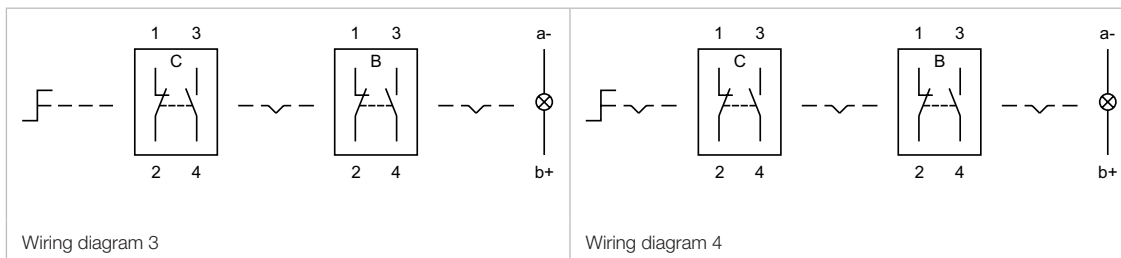 1 3 1 3 a- 1 3 1 3 a-
C B C B
2 4 2 4 b+ 2 4 2 4 b+
Wiring diagram 3 Wiring diagram 4